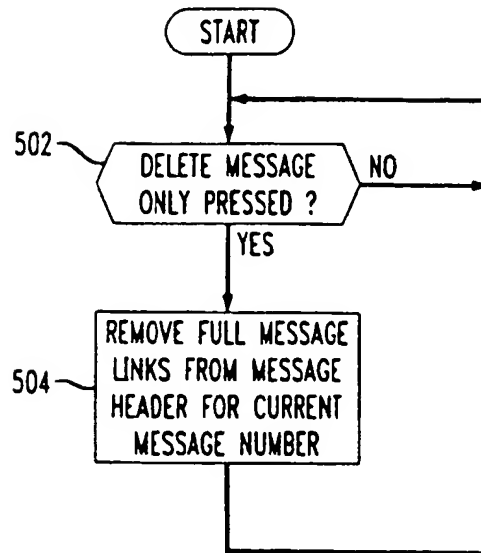 START
502
DELETE MESSAGE
ONLY PRESSED ?
NO
YES
504
REMOVE FULL MESSAGE
LINKS FROM MESSAGE
HEADER FOR CURRENT
MESSAGE NUMBER